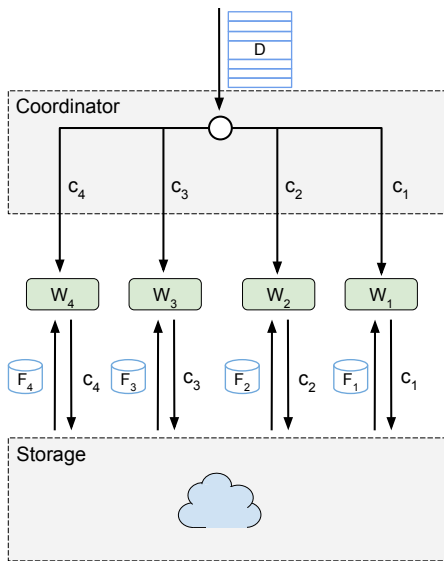 D
Coordinator
c₄ c₃ c₂ c₁
W₄ W₃ W₂ W₁
F₄ c₄ F₃ c₃ F₂ c₂ F₁ c₁
Storage